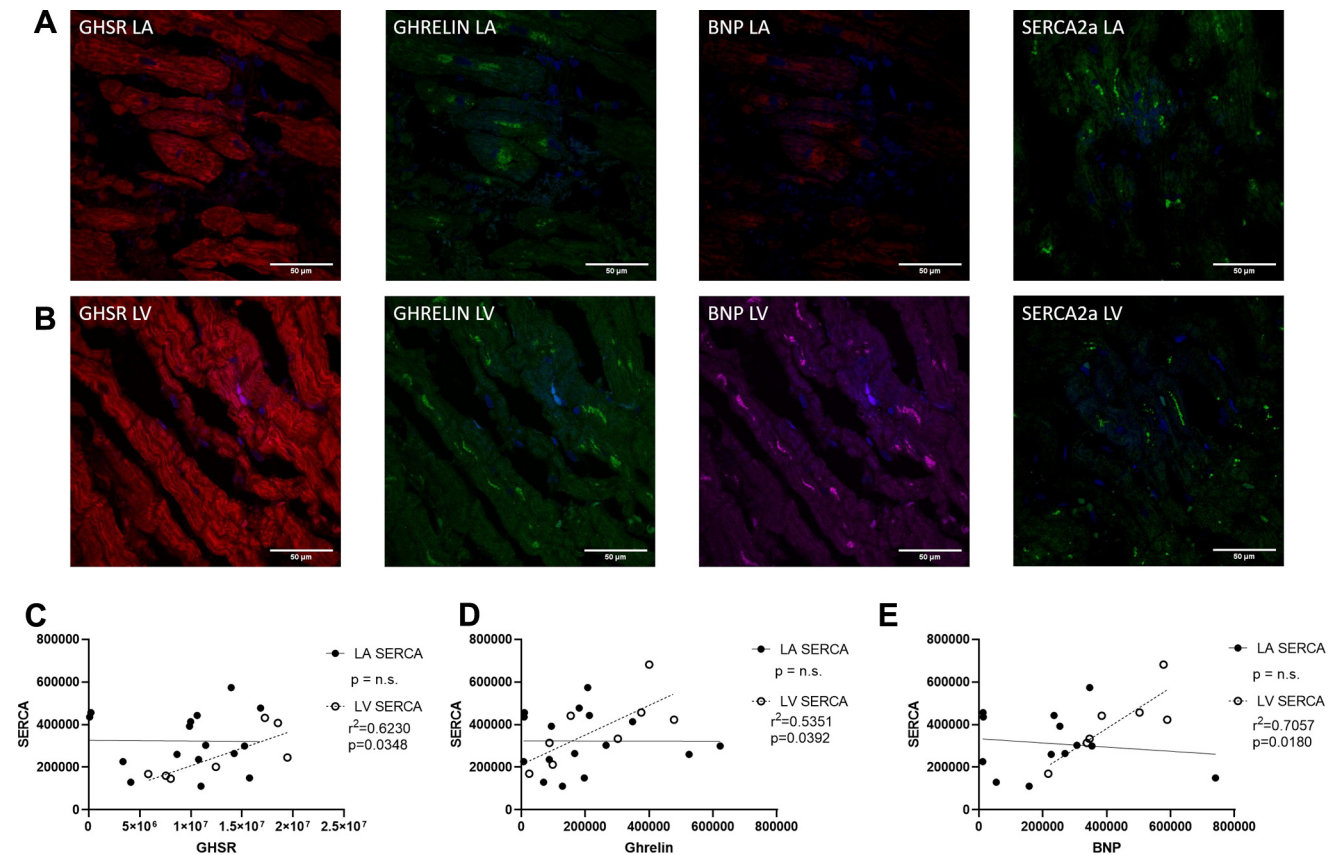 A
GHSR LA
GHRELIN LA
BNP LA
SERCA2a LA
50 µm
50 µm
50 µm
50 µm
B
GHSR LV
GHRELIN LV
BNP LV
SERCA2a LV
50 µm
50 µm
50 µm
50 µm
C
800000
600000
400000
200000
0
SERCA
0
5×10⁶
1×10⁷
1.5×10⁷
2×10⁷
2.5×10⁷
GHSR
LA SERCA
p = n.s.
LV SERCA
r²=0.6230
p=0.0348
D
800000
600000
400000
200000
0
SERCA
0
200000
400000
600000
800000
Ghrelin
LA SERCA
p = n.s.
LV SERCA
r²=0.5351
p=0.0392
E
800000
600000
400000
200000
0
SERCA
0
200000
400000
600000
800000
BNP
LA SERCA
p = n.s.
LV SERCA
r²=0.7057
p=0.0180